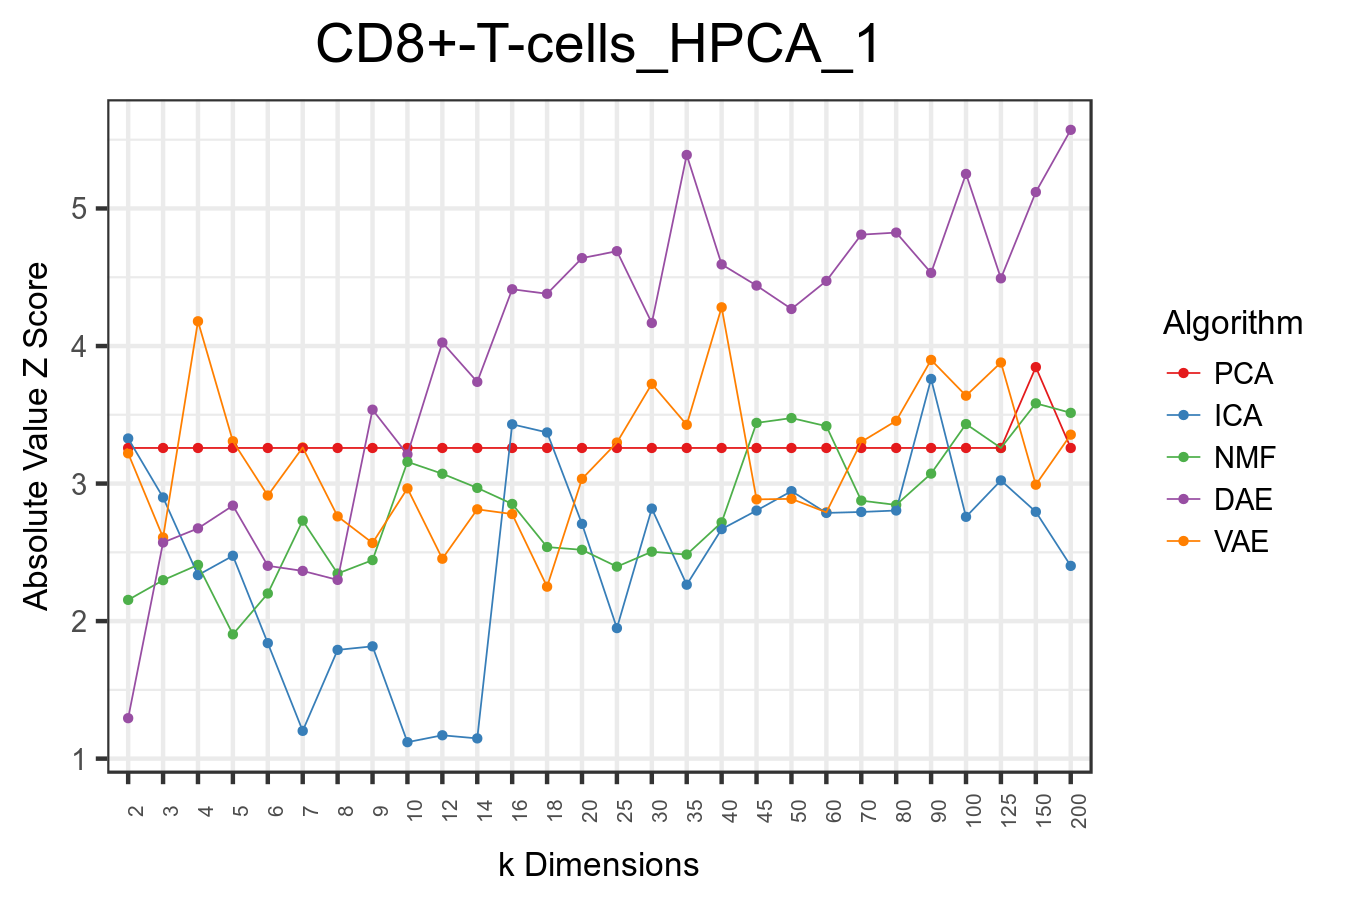 CD8+-T-cells_HPCA_1
Absolute Value Z Score
5
4
3
2
1
2 3 4 5 6 7 8 9 10 12 14 16 18 20 25 30 35 40 45 50 60 70 80 90 100 125 150 200
k Dimensions
Algorithm
PCA
ICA
NMF
DAE
VAE